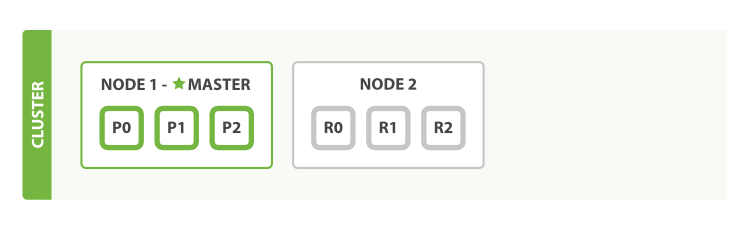 CLUSTER
NODE 1 - ★ MASTER
P0 P1 P2
NODE 2
R0 R1 R2